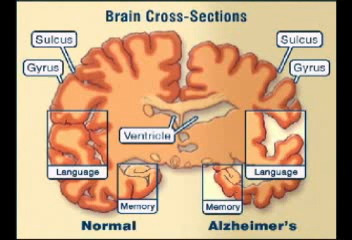 Brain Cross-Sections
Sulcus
Sulcus
Gyrus
Gyrus
Ventricle
Language
Language
Memory
Memory
Normal
Alzheimer's